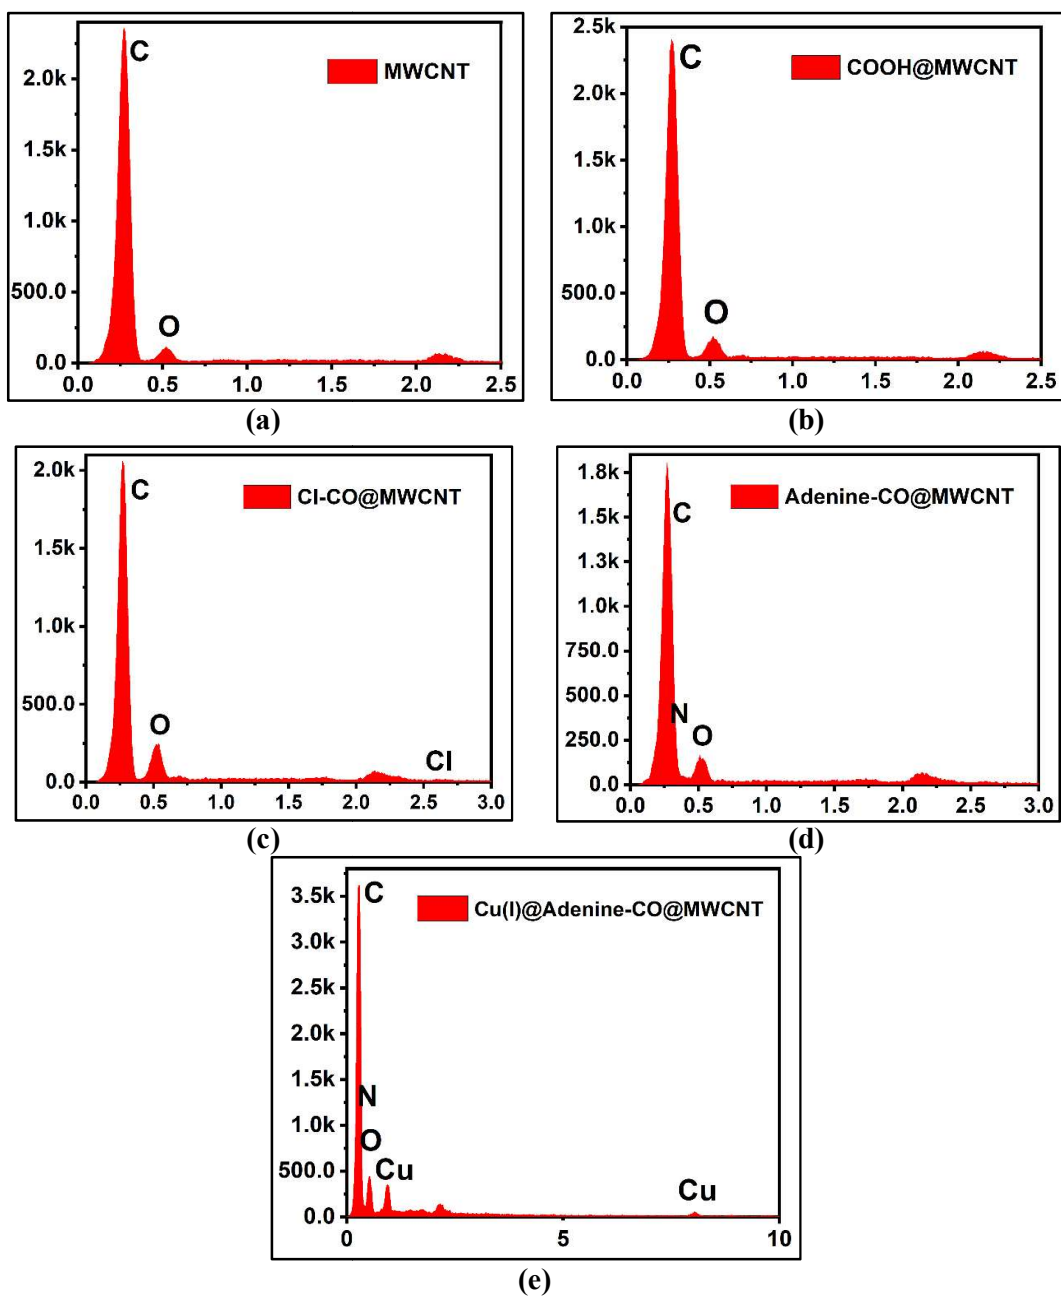 C
MWCNT
2.0k
1.5k
1.0k
500.0
O
0.0
0.0 0.5 1.0 1.5 2.0 2.5
(a)
2.5k
C
COOH@MWCNT
2.0k
1.5k
1.0k
500.0
O
0.0
0.0 0.5 1.0 1.5 2.0 2.5
(b)
2.0k
C
Cl-CO@MWCNT
1.5k
1.0k
500.0
O
Cl
0.0
0.0 0.5 1.0 1.5 2.0 2.5 3.0
(c)
1.8k
C
Adenine-CO@MWCNT
1.5k
1.3k
1.0k
750.0
500.0
N
O
250.0
0.0
0.0 0.5 1.0 1.5 2.0 2.5 3.0
(d)
3.5k
C
Cu(I)@Adenine-CO@MWCNT
3.0k
2.5k
2.0k
1.5k
N
1.0k
O
Cu
Cu
500.0
0.0
0 5 10
(e)